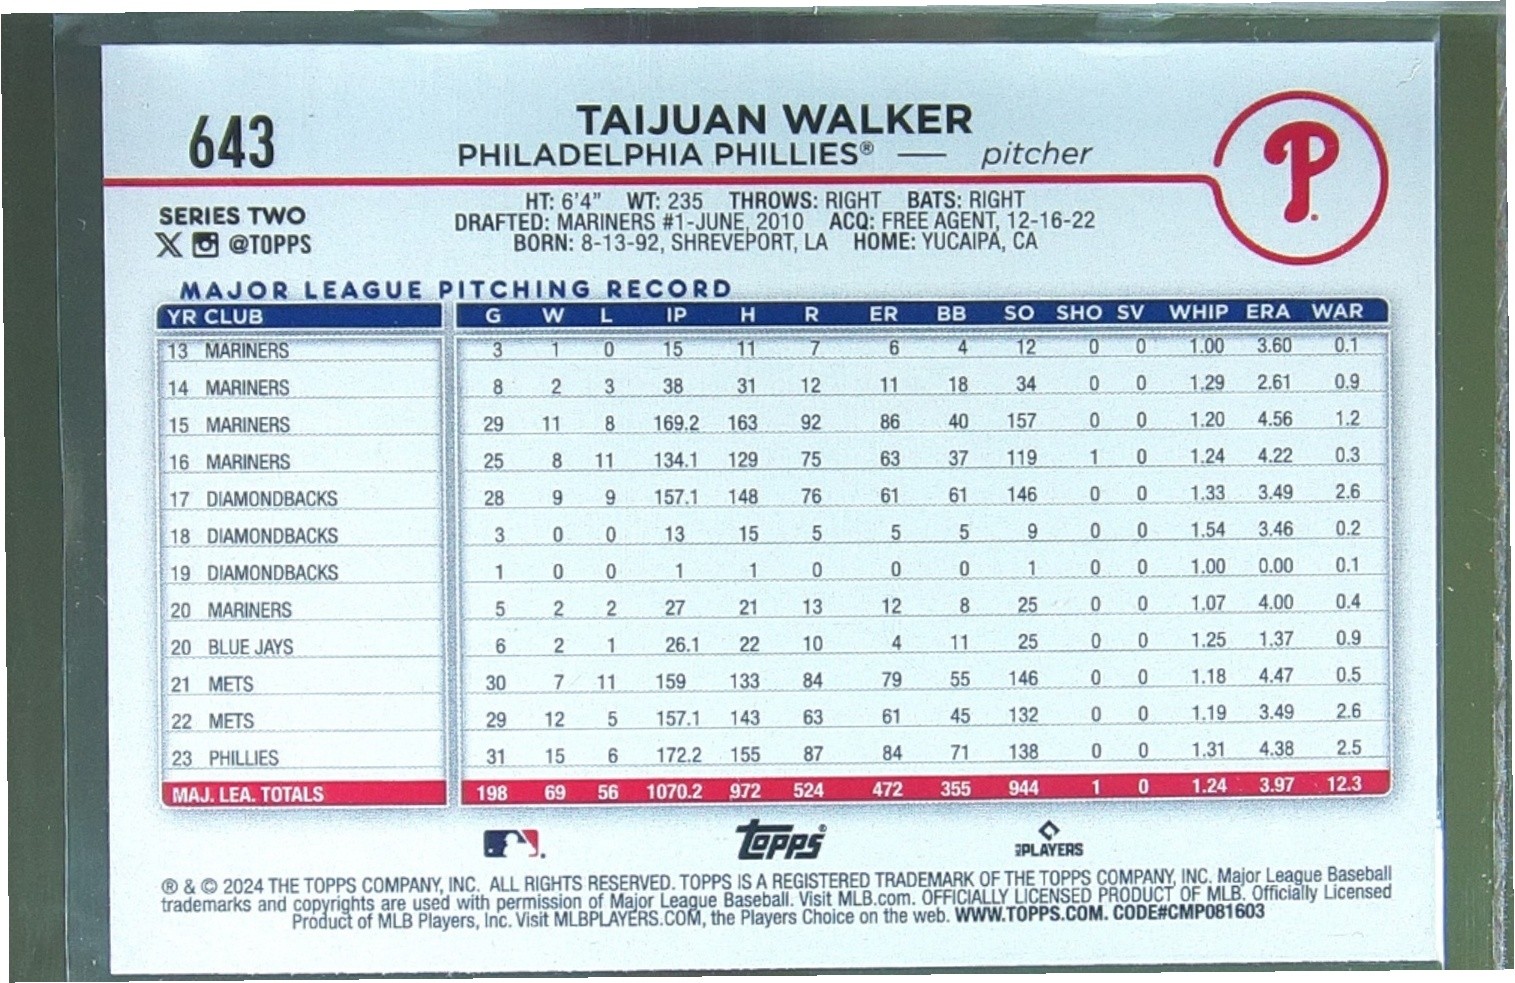 643
TAIJUAN WALKER
PHILADELPHIA PHILLIES® — pitcher
P
SERIES TWO
X @TOPPS
HT: 6'4" WT: 235 THROWS: RIGHT BATS: RIGHT
DRAFTED: MARINERS #1-JUNE, 2010 ACQ: FREE AGENT, 12-16-22
BORN: 8-13-92, SHREVEPORT, LA HOME: YUCAIPA, CA
MAJOR LEAGUE PITCHING RECORD
YR CLUB G W L IP H R ER BB SO SHO SV WHIP ERA WAR
13 MARINERS 3 1 0 15 11 7 6 4 12 0 0 1.00 3.60 0.1
14 MARINERS 8 2 3 38 31 12 11 18 34 0 0 1.29 2.61 0.9
15 MARINERS 29 11 8 169.2 163 92 86 40 157 0 0 1.20 4.56 1.2
16 MARINERS 25 8 11 134.1 129 75 63 37 119 1 0 1.24 4.22 0.3
17 DIAMONDBACKS 28 9 9 157.1 148 76 61 61 146 0 0 1.33 3.49 2.6
18 DIAMONDBACKS 3 0 0 13 15 5 5 5 9 0 0 1.54 3.46 0.2
19 DIAMONDBACKS 1 0 0 1 1 0 0 0 1 0 0 1.00 0.00 0.1
20 MARINERS 5 2 2 27 21 13 12 8 25 0 0 1.07 4.00 0.4
20 BLUE JAYS 6 2 1 26.1 22 10 4 11 25 0 0 1.25 1.37 0.9
21 METS 30 7 11 159 133 84 79 55 146 0 0 1.18 4.47 0.5
22 METS 29 12 5 157.1 143 63 61 45 132 0 0 1.19 3.49 2.6
23 PHILLIES 31 15 6 172.2 155 87 84 71 138 0 0 1.31 4.38 2.5
MAJ. LEA. TOTALS 198 69 56 1070.2 972 524 472 355 944 1 0 1.24 3.97 12.3
topps® PLAYERS
® & © 2024 THE TOPPS COMPANY, INC. ALL RIGHTS RESERVED. TOPPS IS A REGISTERED TRADEMARK OF THE TOPPS COMPANY, INC. Major League Baseball
trademarks and copyrights are used with permission of Major League Baseball. Visit MLB.com. OFFICIALLY LICENSED PRODUCT OF MLB. Officially Licensed
Product of MLB Players, Inc. Visit MLBPLAYERS.COM, the Players Choice on the web. WWW.TOPPS.COM. CODE#CMP081603